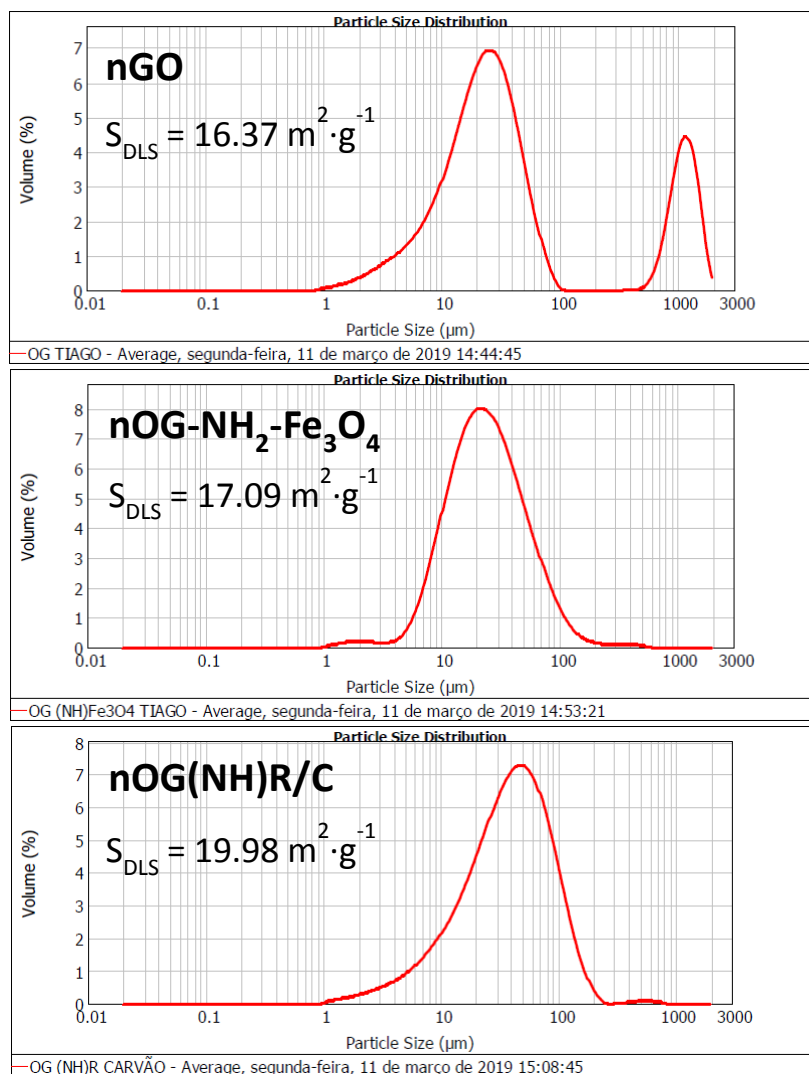 Particle Size Distribution
nGO
S_DLS = 16.37 m²·g⁻¹
Volume (%)
7
6
5
4
3
2
1
0
0.01 0.1 1 10 100 1000 3000
Particle Size (µm)
OG TIAGO - Average, segunda-feira, 11 de março de 2019 14:44:45
Particle Size Distribution
nOG-NH₂-Fe₃O₄
S_DLS = 17.09 m²·g⁻¹
Volume (%)
8
7
6
5
4
3
2
1
0
0.01 0.1 1 10 100 1000 3000
Particle Size (µm)
OG (NH)Fe3O4 TIAGO - Average, segunda-feira, 11 de março de 2019 14:53:21
Particle Size Distribution
nOG(NH)R/C
S_DLS = 19.98 m²·g⁻¹
Volume (%)
8
7
6
5
4
3
2
1
0
0.01 0.1 1 10 100 1000 3000
Particle Size (µm)
OG (NH)R CARVÃO - Average, segunda-feira, 11 de março de 2019 15:08:45